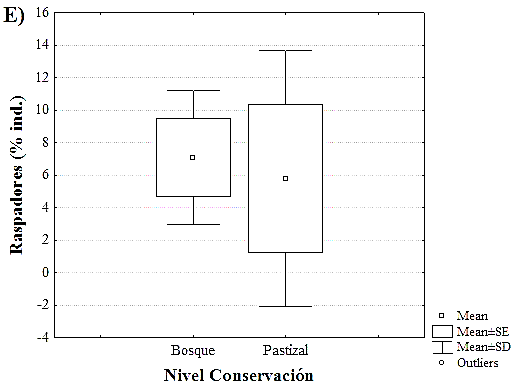 E)
Raspadores (% ind.)
16
14
12
10
8
6
4
2
0
-2
-4
Bosque Pastizal
Nivel Conservación
Mean
Mean±SE
Mean±SD
Outliers